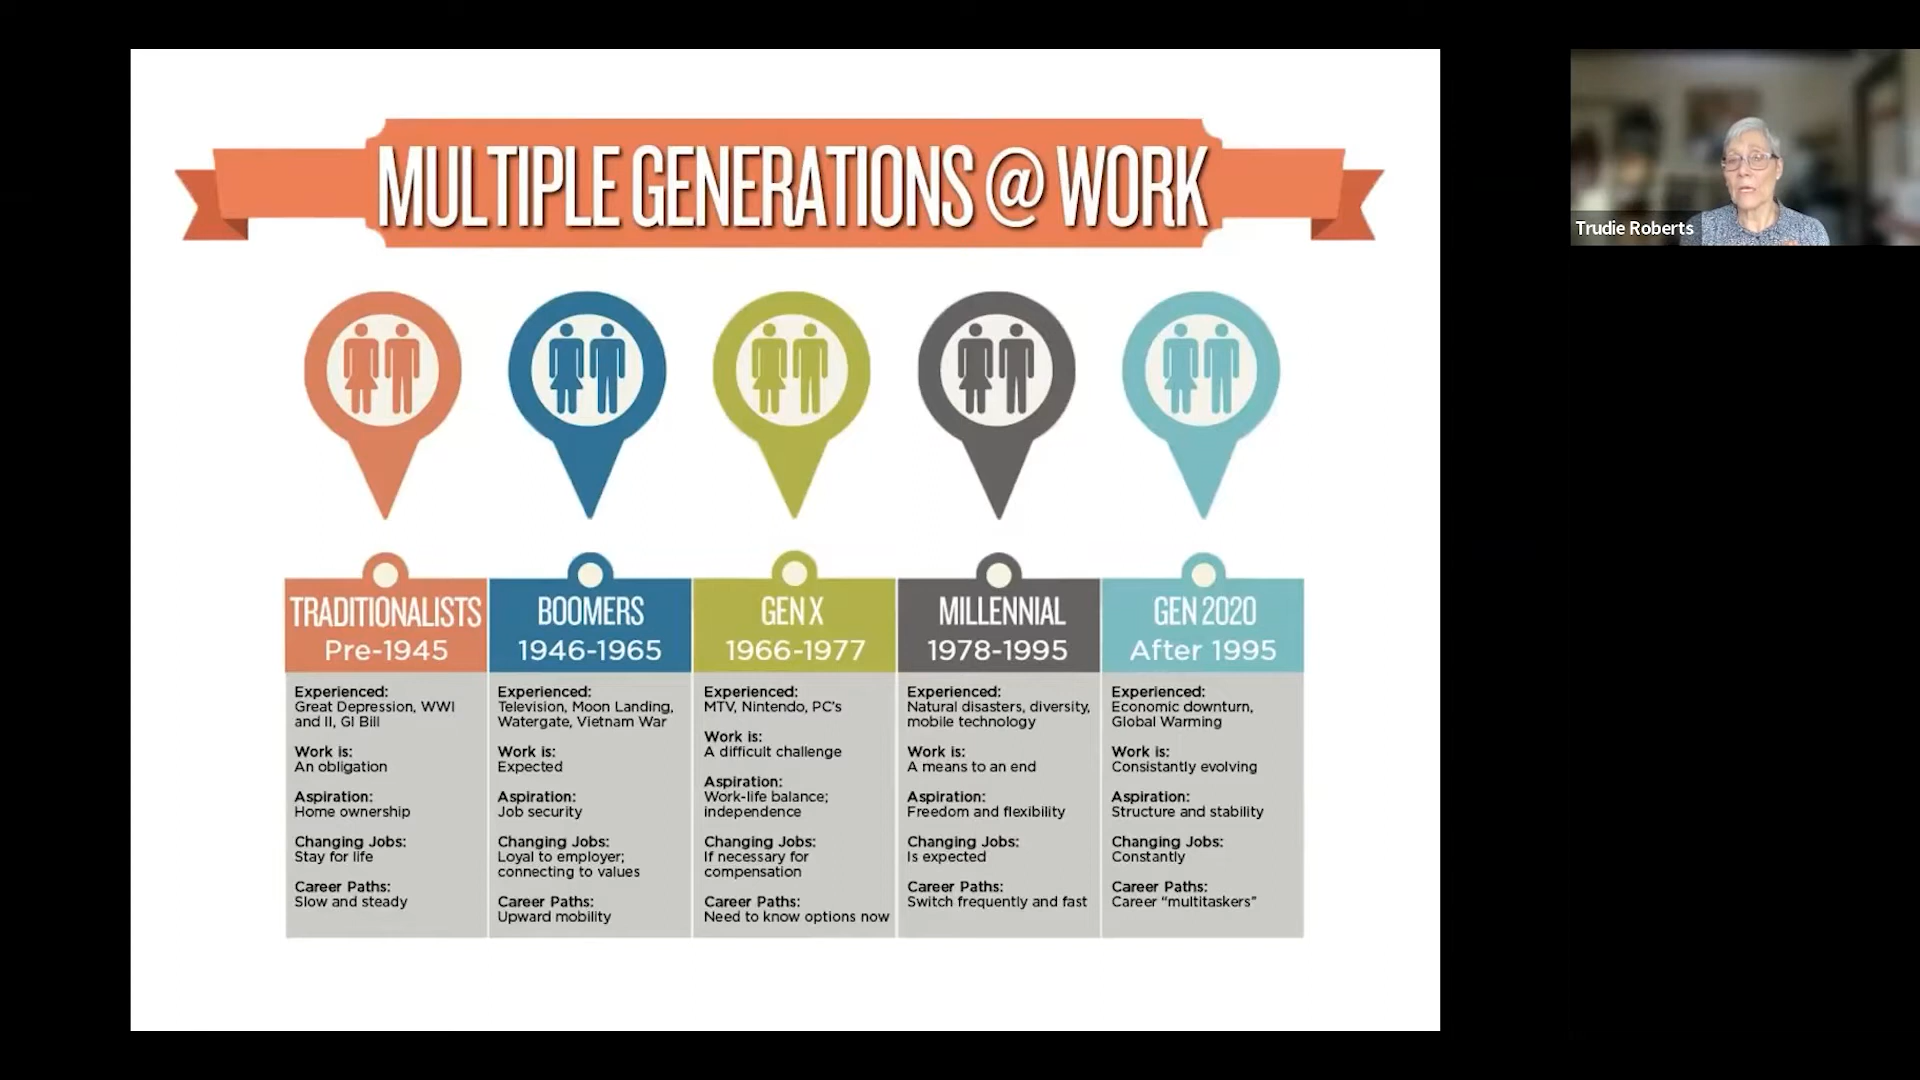 MULTIPLE GENERATIONS @ WORK
Trudie Roberts
TRADITIONALISTS
Pre-1945
Experienced:
Great Depression, WWI
and II, GI Bill
Work is:
An obligation
Aspiration:
Home ownership
Changing Jobs:
Stay for life
Career Paths:
Slow and steady
BOOMERS
1946-1965
Experienced:
Television, Moon Landing,
Watergate, Vietnam War
Work is:
Expected
Aspiration:
Job security
Changing Jobs:
Loyal to employer;
connecting to values
Career Paths:
Upward mobility
GEN X
1966-1977
Experienced:
MTV, Nintendo, PC's
Work is:
A difficult challenge
Aspiration:
Work-life balance;
independence
Changing Jobs:
If necessary for
compensation
Career Paths:
Need to know options now
MILLENNIAL
1978-1995
Experienced:
Natural disasters, diversity,
mobile technology
Work is:
A means to an end
Aspiration:
Freedom and flexibility
Changing Jobs:
Is expected
Career Paths:
Switch frequently and fast
GEN 2020
After 1995
Experienced:
Economic downturn,
Global Warming
Work is:
Consistantly evolving
Aspiration:
Structure and stability
Changing Jobs:
Constantly
Career Paths:
Career "multitaskers"